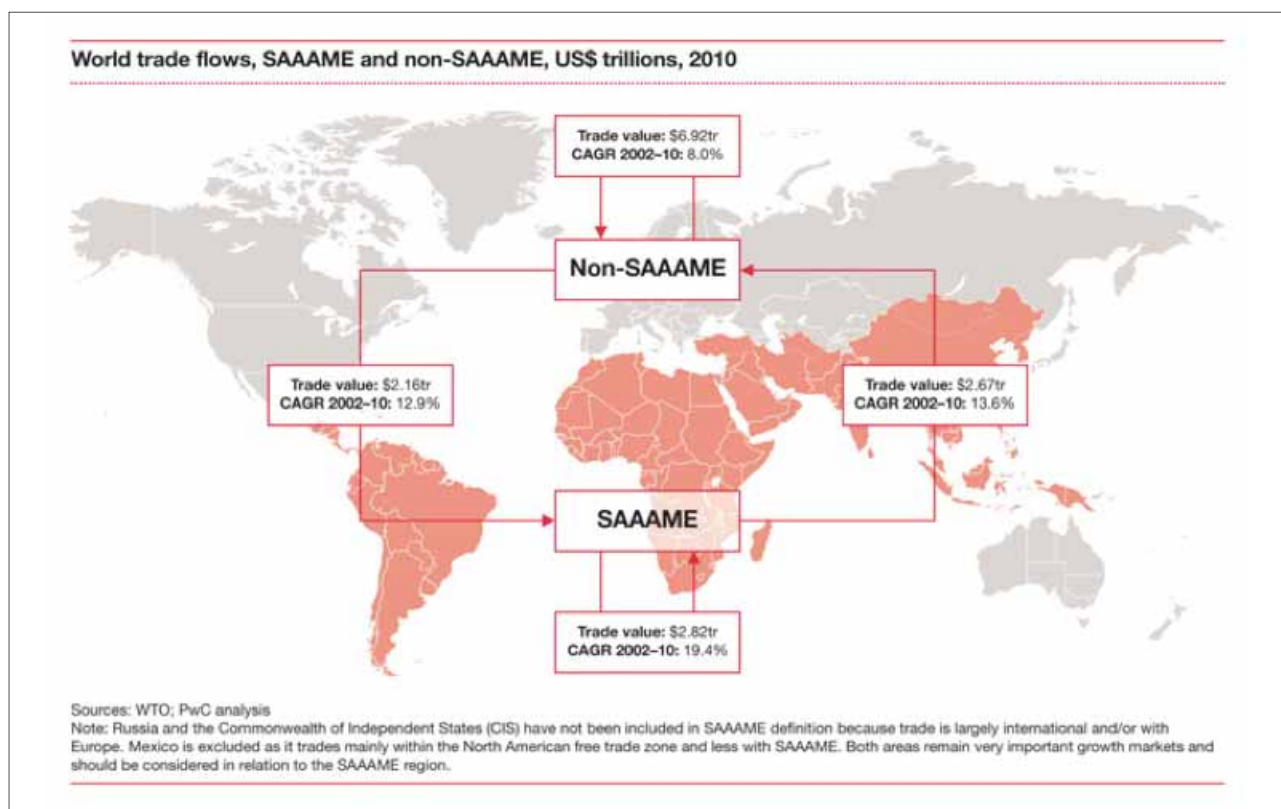 World trade flows, SAAAME and non-SAAAME, US$ trillions, 2010
Trade value: $6.92tr
CAGR 2002–10: 8.0%
Non-SAAAME
Trade value: $2.16tr
CAGR 2002–10: 12.9%
Trade value: $2.67tr
CAGR 2002–10: 13.6%
SAAAME
Trade value: $2.82tr
CAGR 2002–10: 19.4%
Sources: WTO; PwC analysis
Note: Russia and the Commonwealth of Independent States (CIS) have not been included in SAAAME definition because trade is largely international and/or with
Europe. Mexico is excluded as it trades mainly within the North American free trade zone and less with SAAAME. Both areas remain very important growth markets and
should be considered in relation to the SAAAME region.